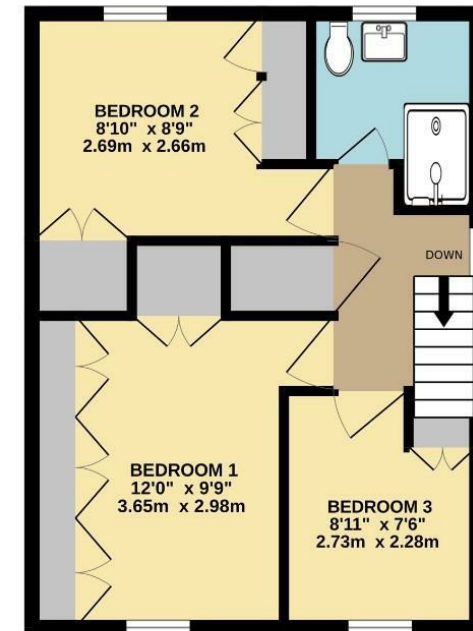 BEDROOM 2
8'10" x 8'9"
2.69m x 2.66m
DOWN
BEDROOM 1
12'0" x 9'9"
3.65m x 2.98m
BEDROOM 3
8'11" x 7'6"
2.73m x 2.28m